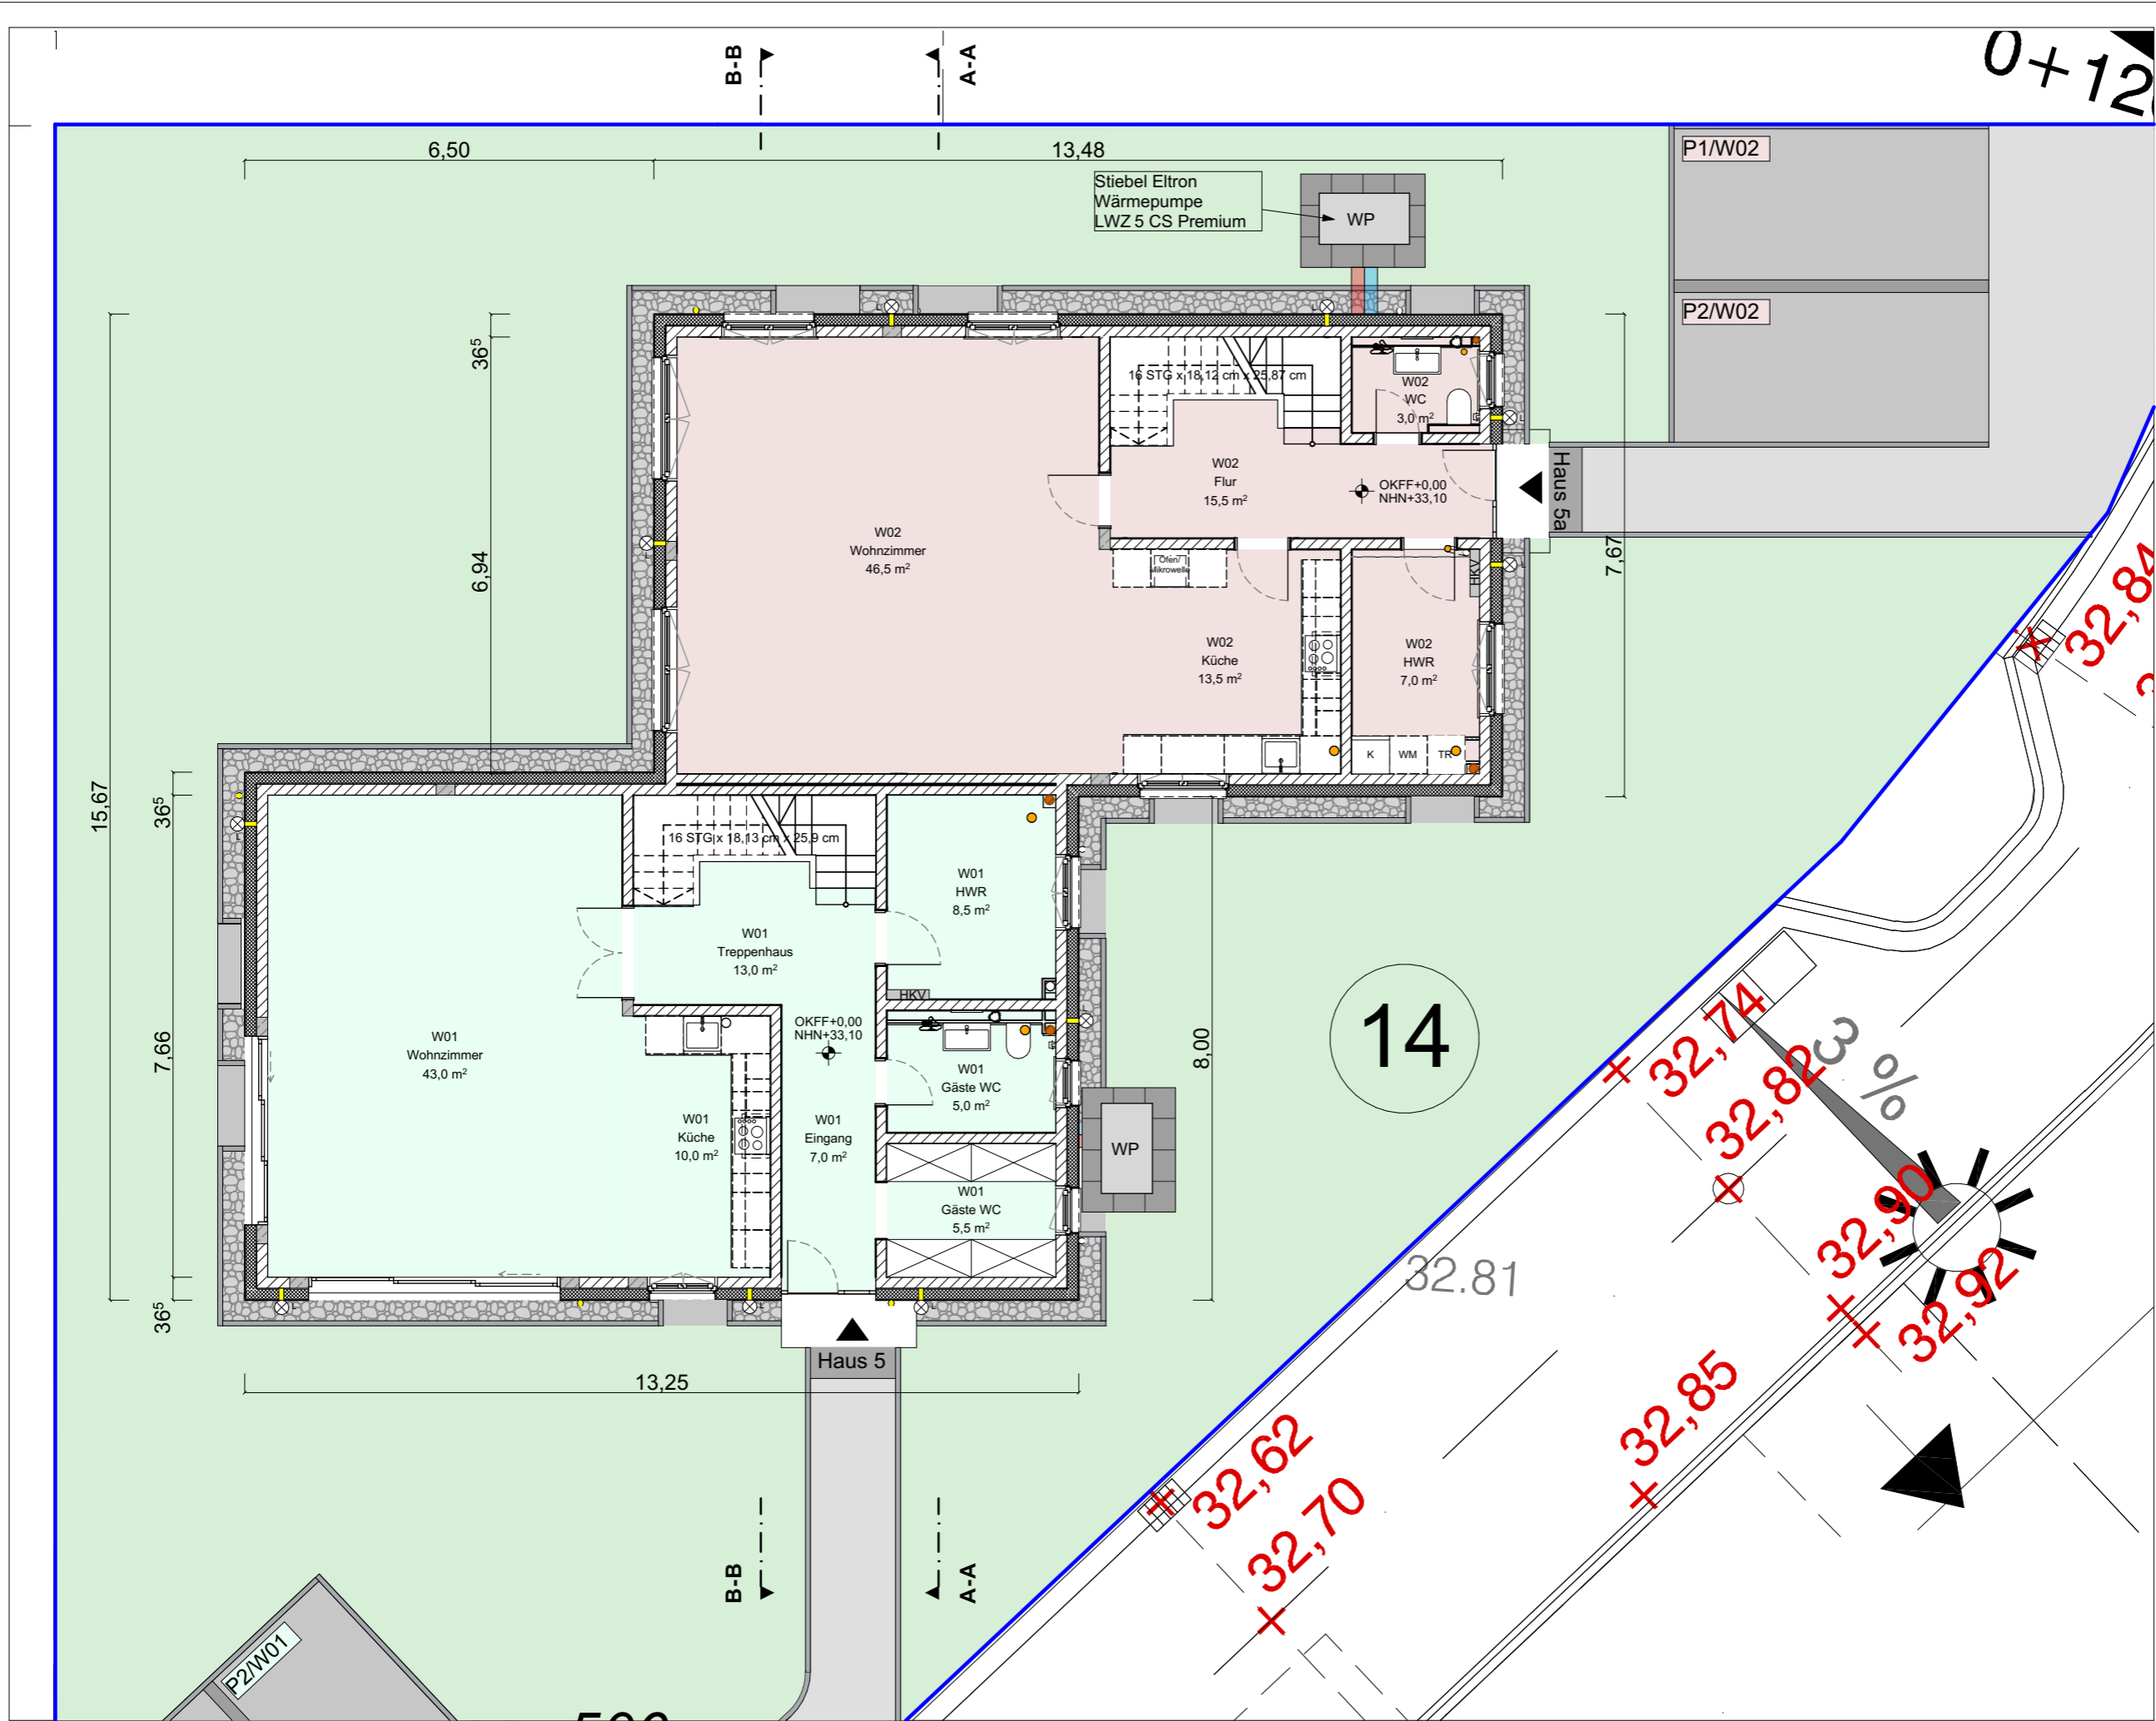 B-B
A-A
6,50
13,48
P1/W02
Stiebel Eltron
Wärmepumpe
LWZ 5 CS Premium
WP
P2/W02
36⁵
16 STG x 18,12 cm x 25,87 cm
W02
WC
3,0 m²
W02
Flur
15,5 m²
OKFF+0,00
NHN+33,10
Haus 5a
W02
Wohnzimmer
46,5 m²
6,94
7,67
Ofen/
Mikrowelle
HKV
32,84
W02
Küche
13,5 m²
W02
HWR
7,0 m²
K
WM
TR
15,67
36⁵
16 STG x 18,13 cm x 25,9 cm
W01
HWR
8,5 m²
W01
Treppenhaus
13,0 m²
HKV
OKFF+0,00
NHN+33,10
14
32,74
3 %
7,66
W01
Wohnzimmer
43,0 m²
8,00
W01
Gäste WC
5,0 m²
32,82
W01
Küche
10,0 m²
W01
Eingang
7,0 m²
WP
W01
Gäste WC
5,5 m²
32,90
32.81
32,92
36⁵
Haus 5
13,25
32,85
32,62
32,70
B-B
A-A
P2/W01